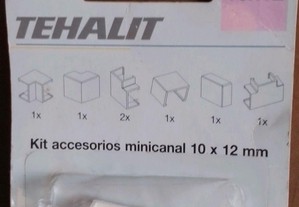 TEHALIT
1x 1x 2x 1x 1x 1x
Kit accesorios minicanal 10 x 12 mm